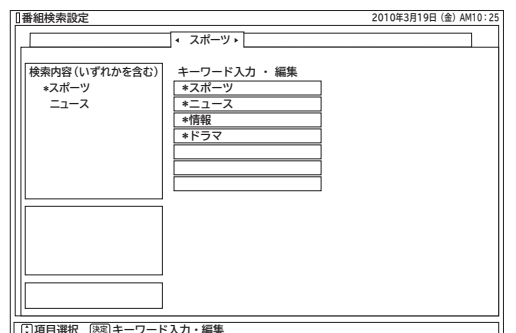 番組検索設定 2010年3月19日(金) AM10:25
◂ スポーツ ▸
検索内容(いずれかを含む)
*スポーツ
ニュース
キーワード入力 ・ 編集
*スポーツ
*ニュース
*情報
*ドラマ
項目選択 決定 キーワード入力・編集